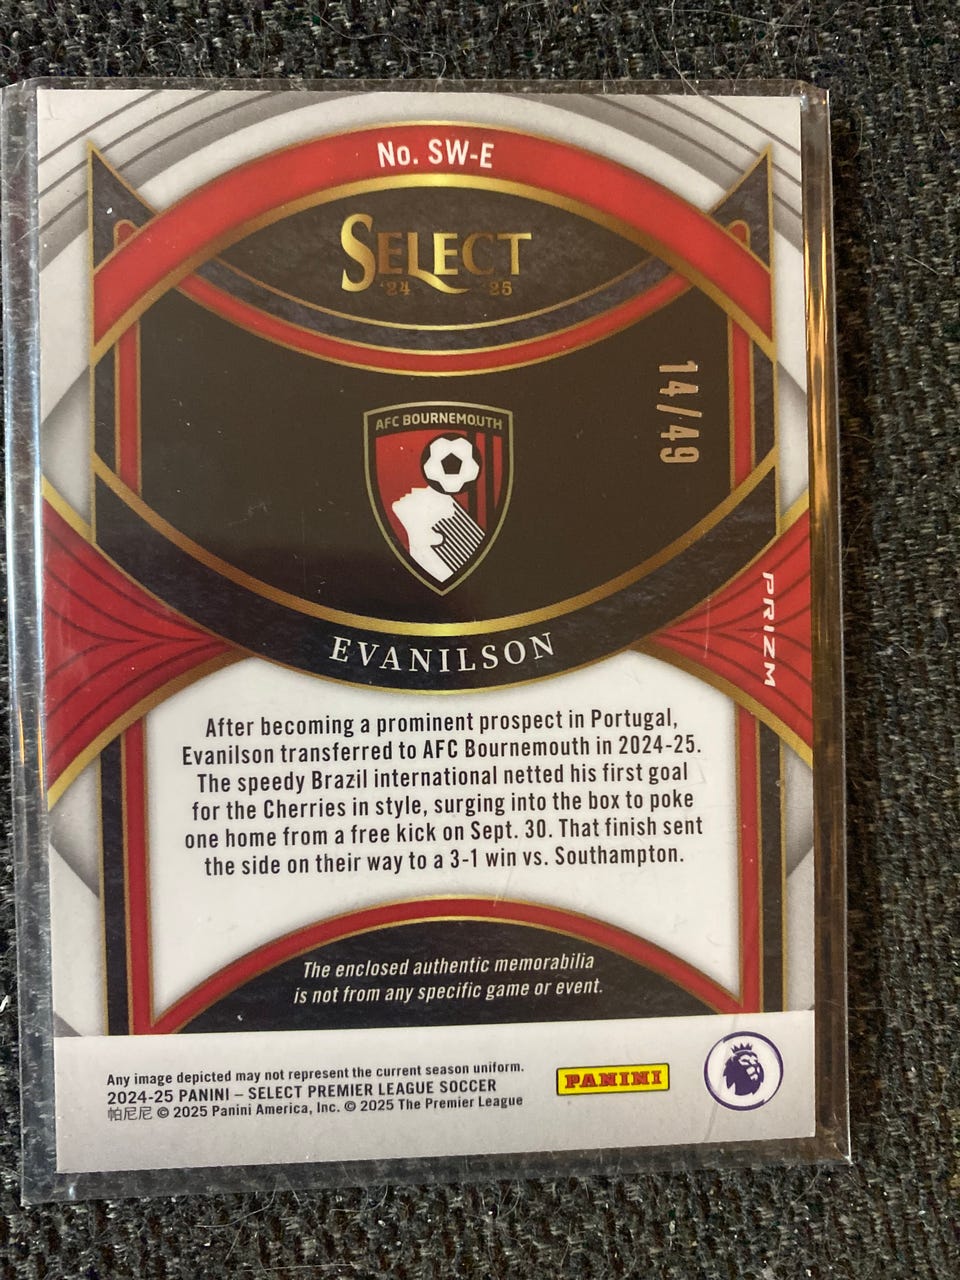 No. SW-E
SELECT
'24 '25
14/49
AFC BOURNEMOUTH
PRIZM
EVANILSON
After becoming a prominent prospect in Portugal,
Evanilson transferred to AFC Bournemouth in 2024-25.
The speedy Brazil international netted his first goal
for the Cherries in style, surging into the box to poke
one home from a free kick on Sept. 30. That finish sent
the side on their way to a 3-1 win vs. Southampton.
The enclosed authentic memorabilia
is not from any specific game or event.
Any image depicted may not represent the current season uniform.
2024-25 PANINI – SELECT PREMIER LEAGUE SOCCER
帕尼尼 © 2025 Panini America, Inc. © 2025 The Premier League
PANINI